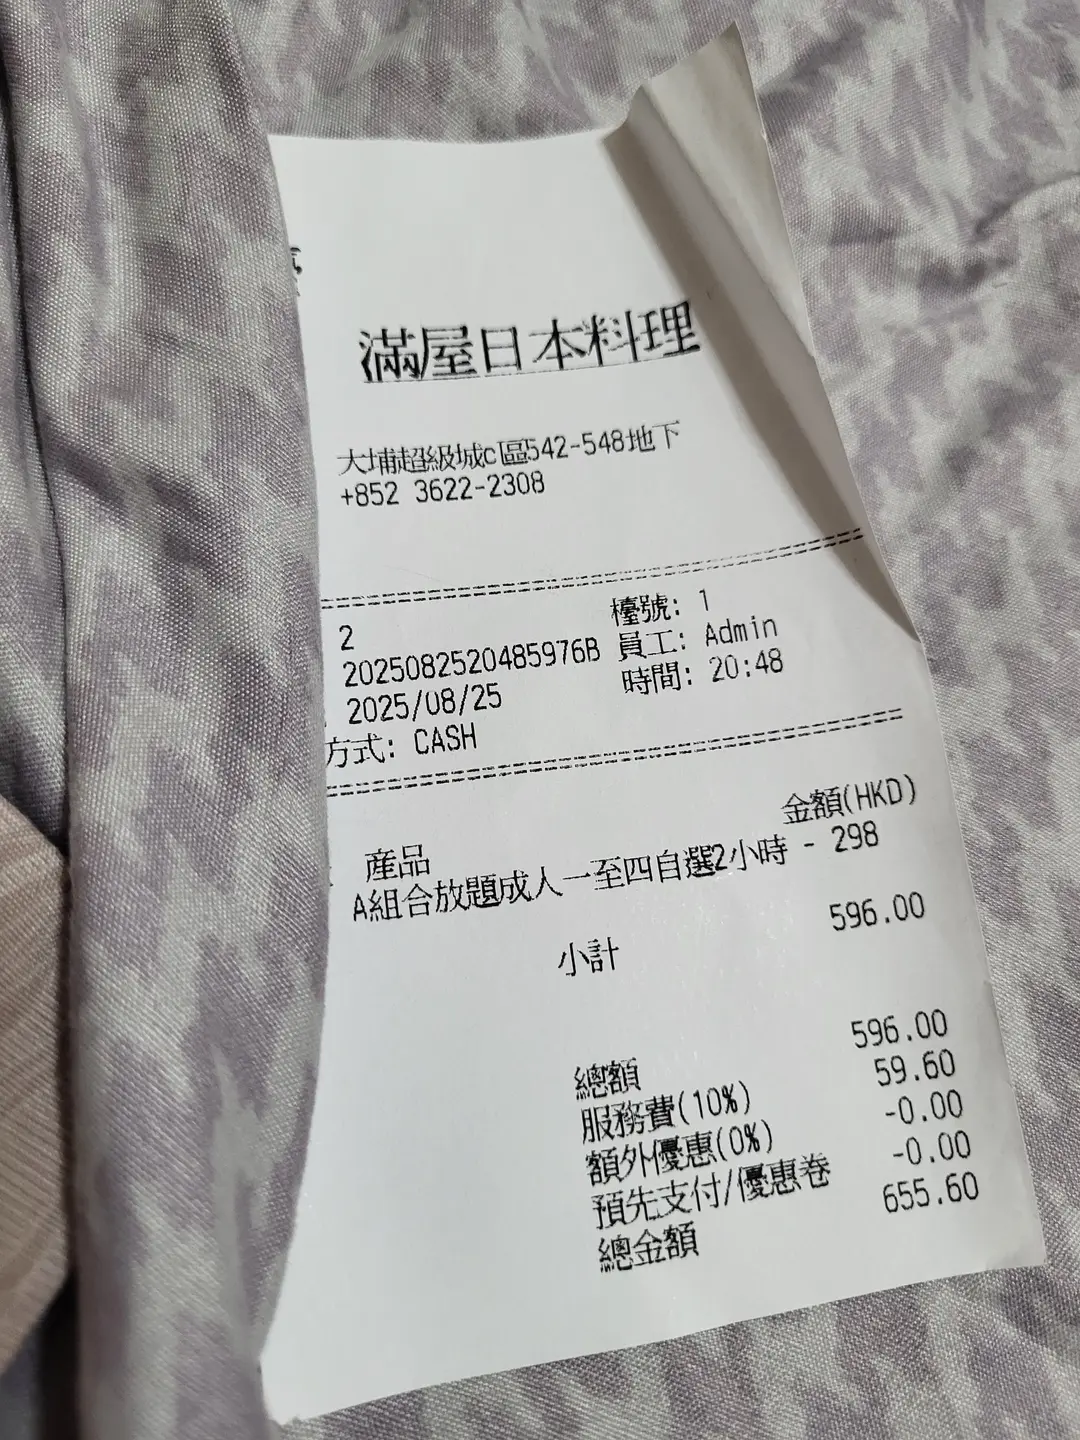 滿屋日本料理
大埔超級城C區542-548地下
+852 3622-2308
2 檯號: 1
2025082520485976B 員工: Admin
2025/08/25 時間: 20:48
方式: CASH
產品 金額(HKD)
A組合放題成人一至四自選2小時 - 298
596.00
小計
總額 596.00
服務費(10%) 59.60
額外優惠(0%) -0.00
預先支付/優惠卷 -0.00
總金額 655.60